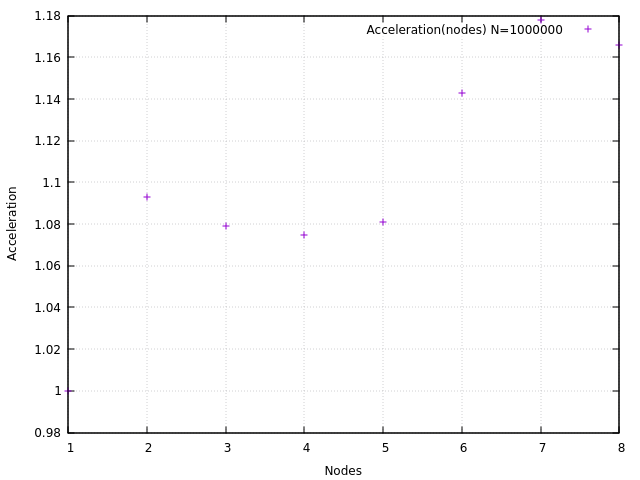 1.18
Acceleration(nodes) N=1000000
1.16
1.14
1.12
1.1
1.08
1.06
1.04
1.02
1
0.98
Acceleration
1 2 3 4 5 6 7 8
Nodes